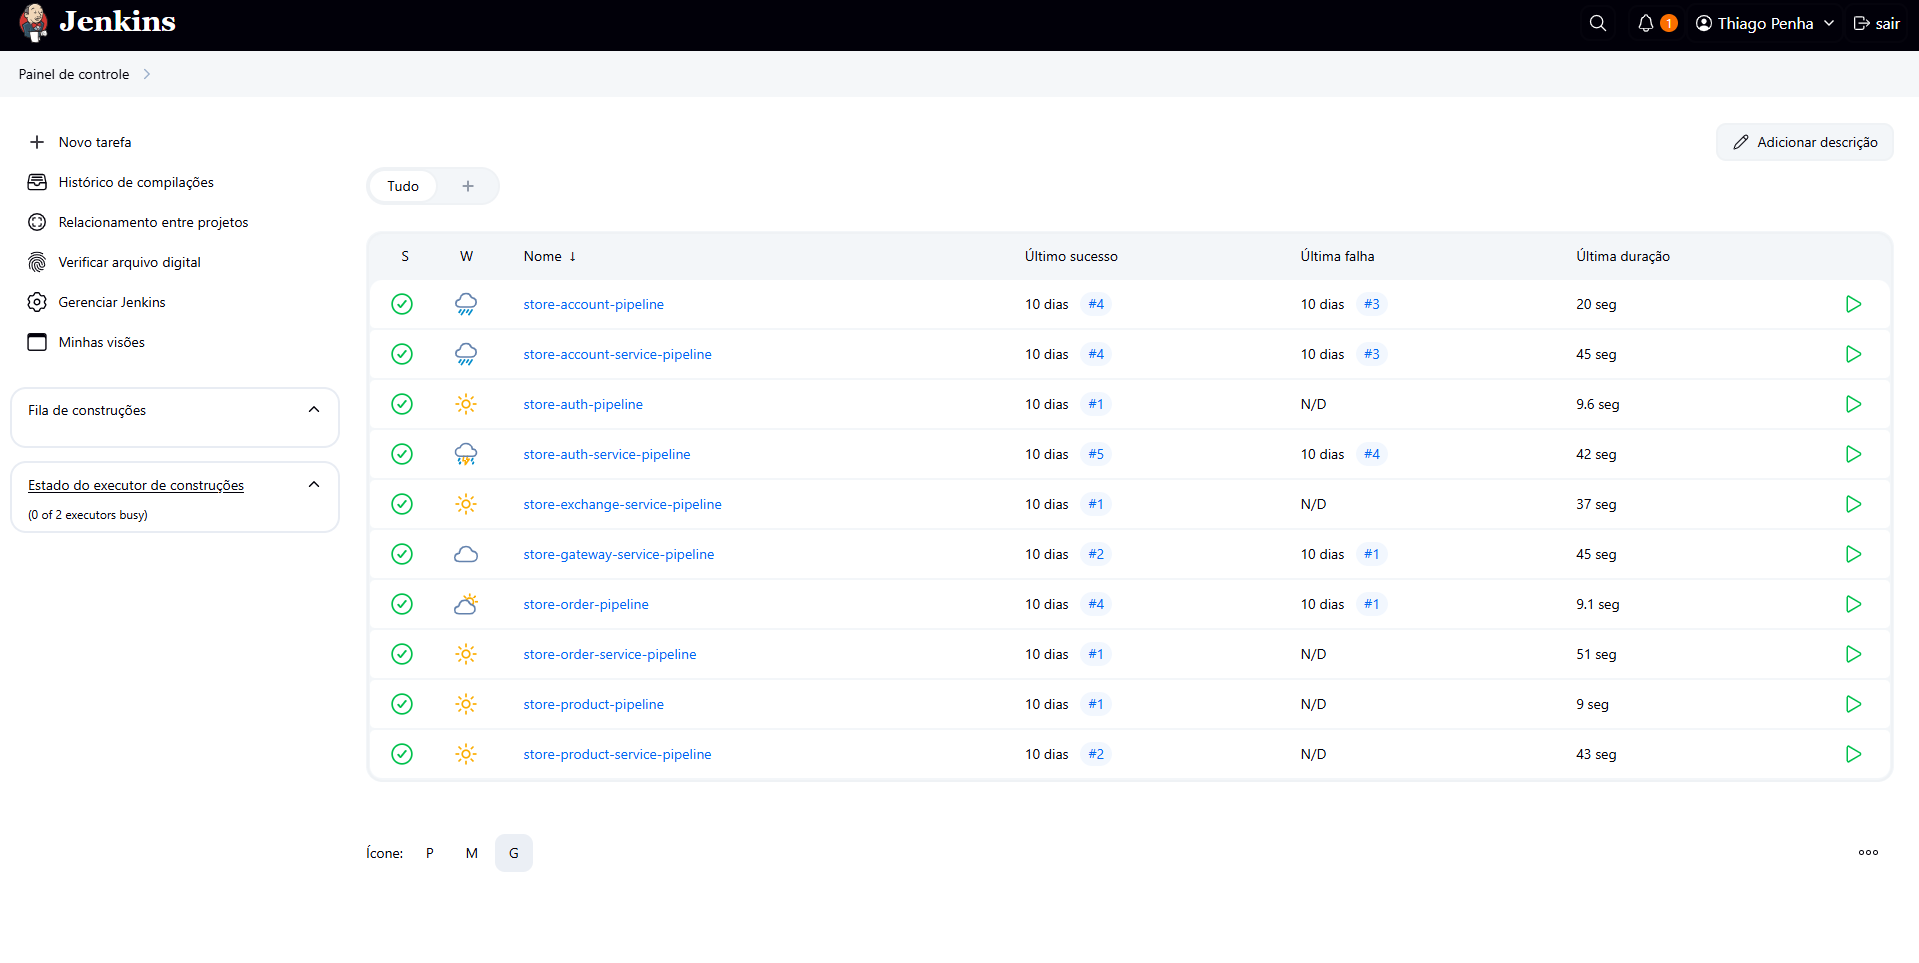 Jenkins
1
Thiago Penha
sair
Painel de controle
Novo tarefa
Histórico de compilações
Relacionamento entre projetos
Verificar arquivo digital
Gerenciar Jenkins
Minhas visões
Fila de construções
Estado do executor de construções
(0 of 2 executors busy)
Adicionar descrição
Tudo +
S W Nome ↓ Último sucesso Última falha Última duração
store-account-pipeline 10 dias #4 10 dias #3 20 seg
store-account-service-pipeline 10 dias #4 10 dias #3 45 seg
store-auth-pipeline 10 dias #1 N/D 9.6 seg
store-auth-service-pipeline 10 dias #5 10 dias #4 42 seg
store-exchange-service-pipeline 10 dias #1 N/D 37 seg
store-gateway-service-pipeline 10 dias #2 10 dias #1 45 seg
store-order-pipeline 10 dias #4 10 dias #1 9.1 seg
store-order-service-pipeline 10 dias #1 N/D 51 seg
store-product-pipeline 10 dias #1 N/D 9 seg
store-product-service-pipeline 10 dias #2 N/D 43 seg
Ícone: P M G